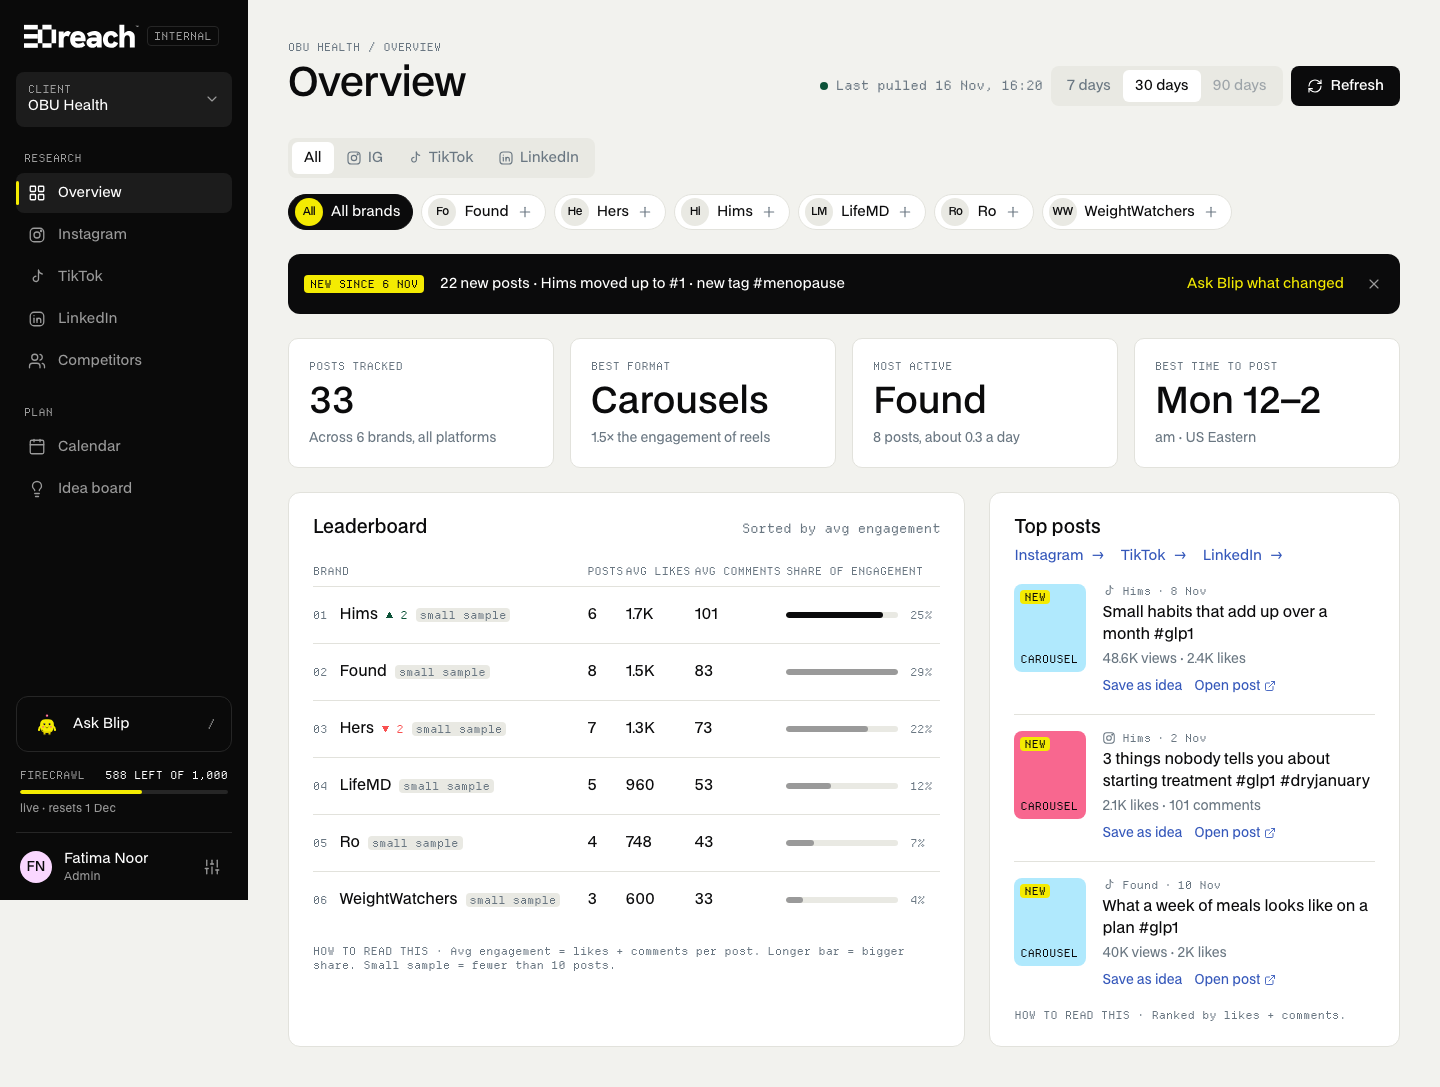 reach
INTERNAL
CLIENT
OBU Health
RESEARCH
Overview
Instagram
TikTok
LinkedIn
Competitors
PLAN
Calendar
Idea board
Ask Blip /
FIRECRAWL 588 LEFT OF 1,000
live · resets 1 Dec
FN Fatima Noor
Admin
OBU HEALTH / OVERVIEW
Overview
Last pulled 16 Nov, 16:20 7 days 30 days 90 days Refresh
All IG TikTok LinkedIn
All All brands Fo Found + He Hers + Hi Hims + LM LifeMD + Ro Ro + WW WeightWatchers +
NEW SINCE 6 NOV 22 new posts · Hims moved up to #1 · new tag #menopause Ask Blip what changed ×
POSTS TRACKED
33
Across 6 brands, all platforms
BEST FORMAT
Carousels
1.5× the engagement of reels
MOST ACTIVE
Found
8 posts, about 0.3 a day
BEST TIME TO POST
Mon 12–2
am · US Eastern
Leaderboard Sorted by avg engagement
BRAND POSTS AVG LIKES AVG COMMENTS SHARE OF ENGAGEMENT
01 Hims ▲ 2 small sample 6 1.7K 101 25%
02 Found small sample 8 1.5K 83 29%
03 Hers ▼ 2 small sample 7 1.3K 73 22%
04 LifeMD small sample 5 960 53 12%
05 Ro small sample 4 748 43 7%
06 WeightWatchers small sample 3 600 33 4%
HOW TO READ THIS · Avg engagement = likes + comments per post. Longer bar = bigger
share. Small sample = fewer than 10 posts.
Top posts
Instagram → TikTok → LinkedIn →
NEW
CAROUSEL
Hims · 8 Nov
Small habits that add up over a
month #glp1
48.6K views · 2.4K likes
Save as idea Open post
NEW
CAROUSEL
Hims · 2 Nov
3 things nobody tells you about
starting treatment #glp1 #dryjanuary
2.1K likes · 101 comments
Save as idea Open post
NEW
CAROUSEL
Found · 10 Nov
What a week of meals looks like on a
plan #glp1
40K views · 2K likes
Save as idea Open post
HOW TO READ THIS · Ranked by likes + comments.